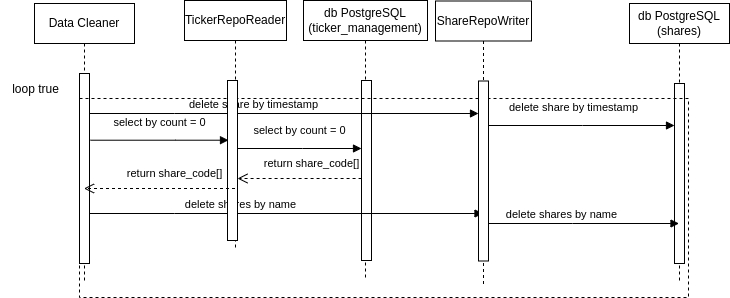 Data Cleaner
TickerRepoReader
db PostgreSQL
(ticker_management)
ShareRepoWriter
db PostgreSQL
(shares)
loop true
delete share by timestamp
delete share by timestamp
select by count = 0
select by count = 0
return share_code[]
return share_code[]
delete shares by name
delete shares by name